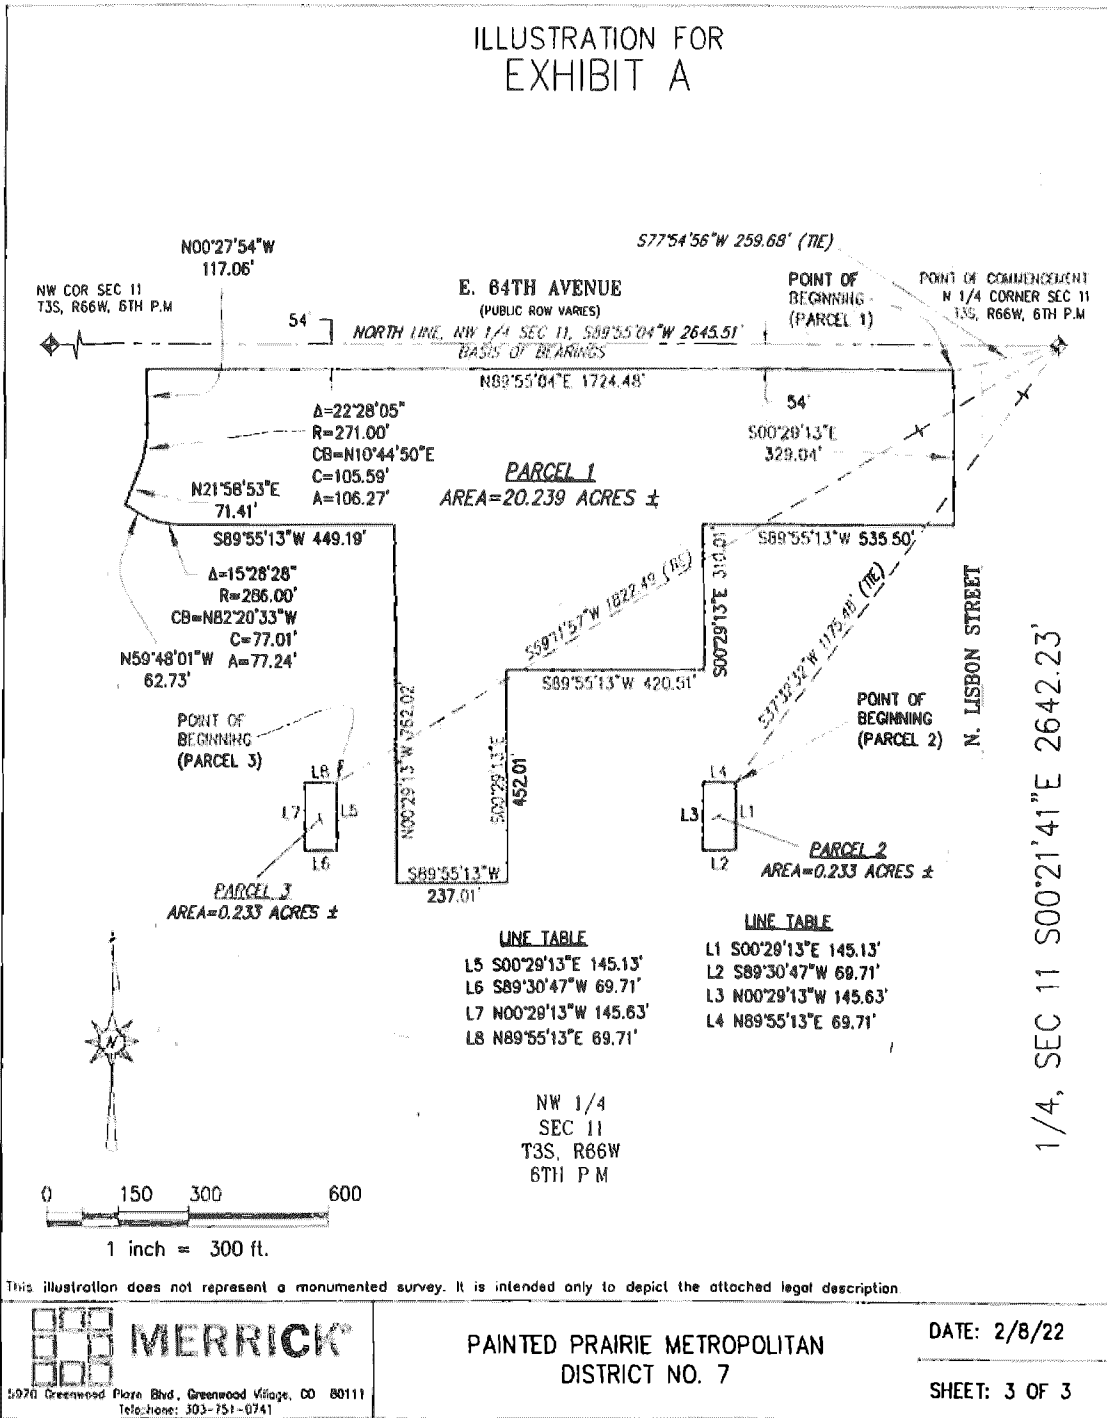 ILLUSTRATION FOR
EXHIBIT A
S77°54'56"W 259.68' (TIE)
N00°27'54"W
117.06'
NW COR SEC 11
T3S, R66W, 6TH P.M
E. 64TH AVENUE
(PUBLIC ROW VARIES)
POINT OF
BEGINNING
(PARCEL 1)
POINT OF COMMENCEMENT
N 1/4 CORNER SEC 11
T3S, R66W, 6TH P.M
54'
NORTH LINE, NW 1/4 SEC 11, S89°55'04"W 2645.51'
BASIS OF BEARINGS
N89°55'04"E 1724.48'
54'
Δ=22°28'05"
R=271.00'
CB=N10°44'50"E
C=105.59'
A=106.27'
S00°29'13"E
329.04'
PARCEL 1
AREA=20.239 ACRES ±
N21°58'53"E
71.41'
S89°55'13"W 449.19'
S89°55'13"W 535.50'
Δ=15°28'28"
R=286.00'
CB=N82°20'33"W
C=77.01'
A=77.24'
N59°48'01"W
62.73'
S59°11'57"W 1822.49 (TIE)
S00°29'13"E 310.01'
S37°32'32"W 1175.48' (TIE)
N. LISBON STREET
S89°55'13"W 420.51'
POINT OF
BEGINNING
(PARCEL 3)
POINT OF
BEGINNING
(PARCEL 2)
N00°29'13"W 762.02'
S00°29'13"E
452.01'
L8
L7
L5
L6
L4
L3
L1
L2
PARCEL 3
AREA=0.233 ACRES ±
S89°55'13"W
237.01'
PARCEL 2
AREA=0.233 ACRES ±
1/4, SEC 11 S00°21'41"E 2642.23'
LINE TABLE
L5 S00°29'13"E 145.13'
L6 S89°30'47"W 69.71'
L7 N00°29'13"W 145.63'
L8 N89°55'13"E 69.71'
LINE TABLE
L1 S00°29'13"E 145.13'
L2 S89°30'47"W 69.71'
L3 N00°29'13"W 145.63'
L4 N89°55'13"E 69.71'
N
NW 1/4
SEC 11
T3S, R66W
6TH P M
0 150 300 600
1 inch = 300 ft.
This illustration does not represent a monumented survey. It is intended only to depict the attached legal description
MERRICK®
5970 Greenwood Plaza Blvd, Greenwood Village, CO 80111
Telephone: 303-751-0741
PAINTED PRAIRIE METROPOLITAN
DISTRICT NO. 7
DATE: 2/8/22
SHEET: 3 OF 3